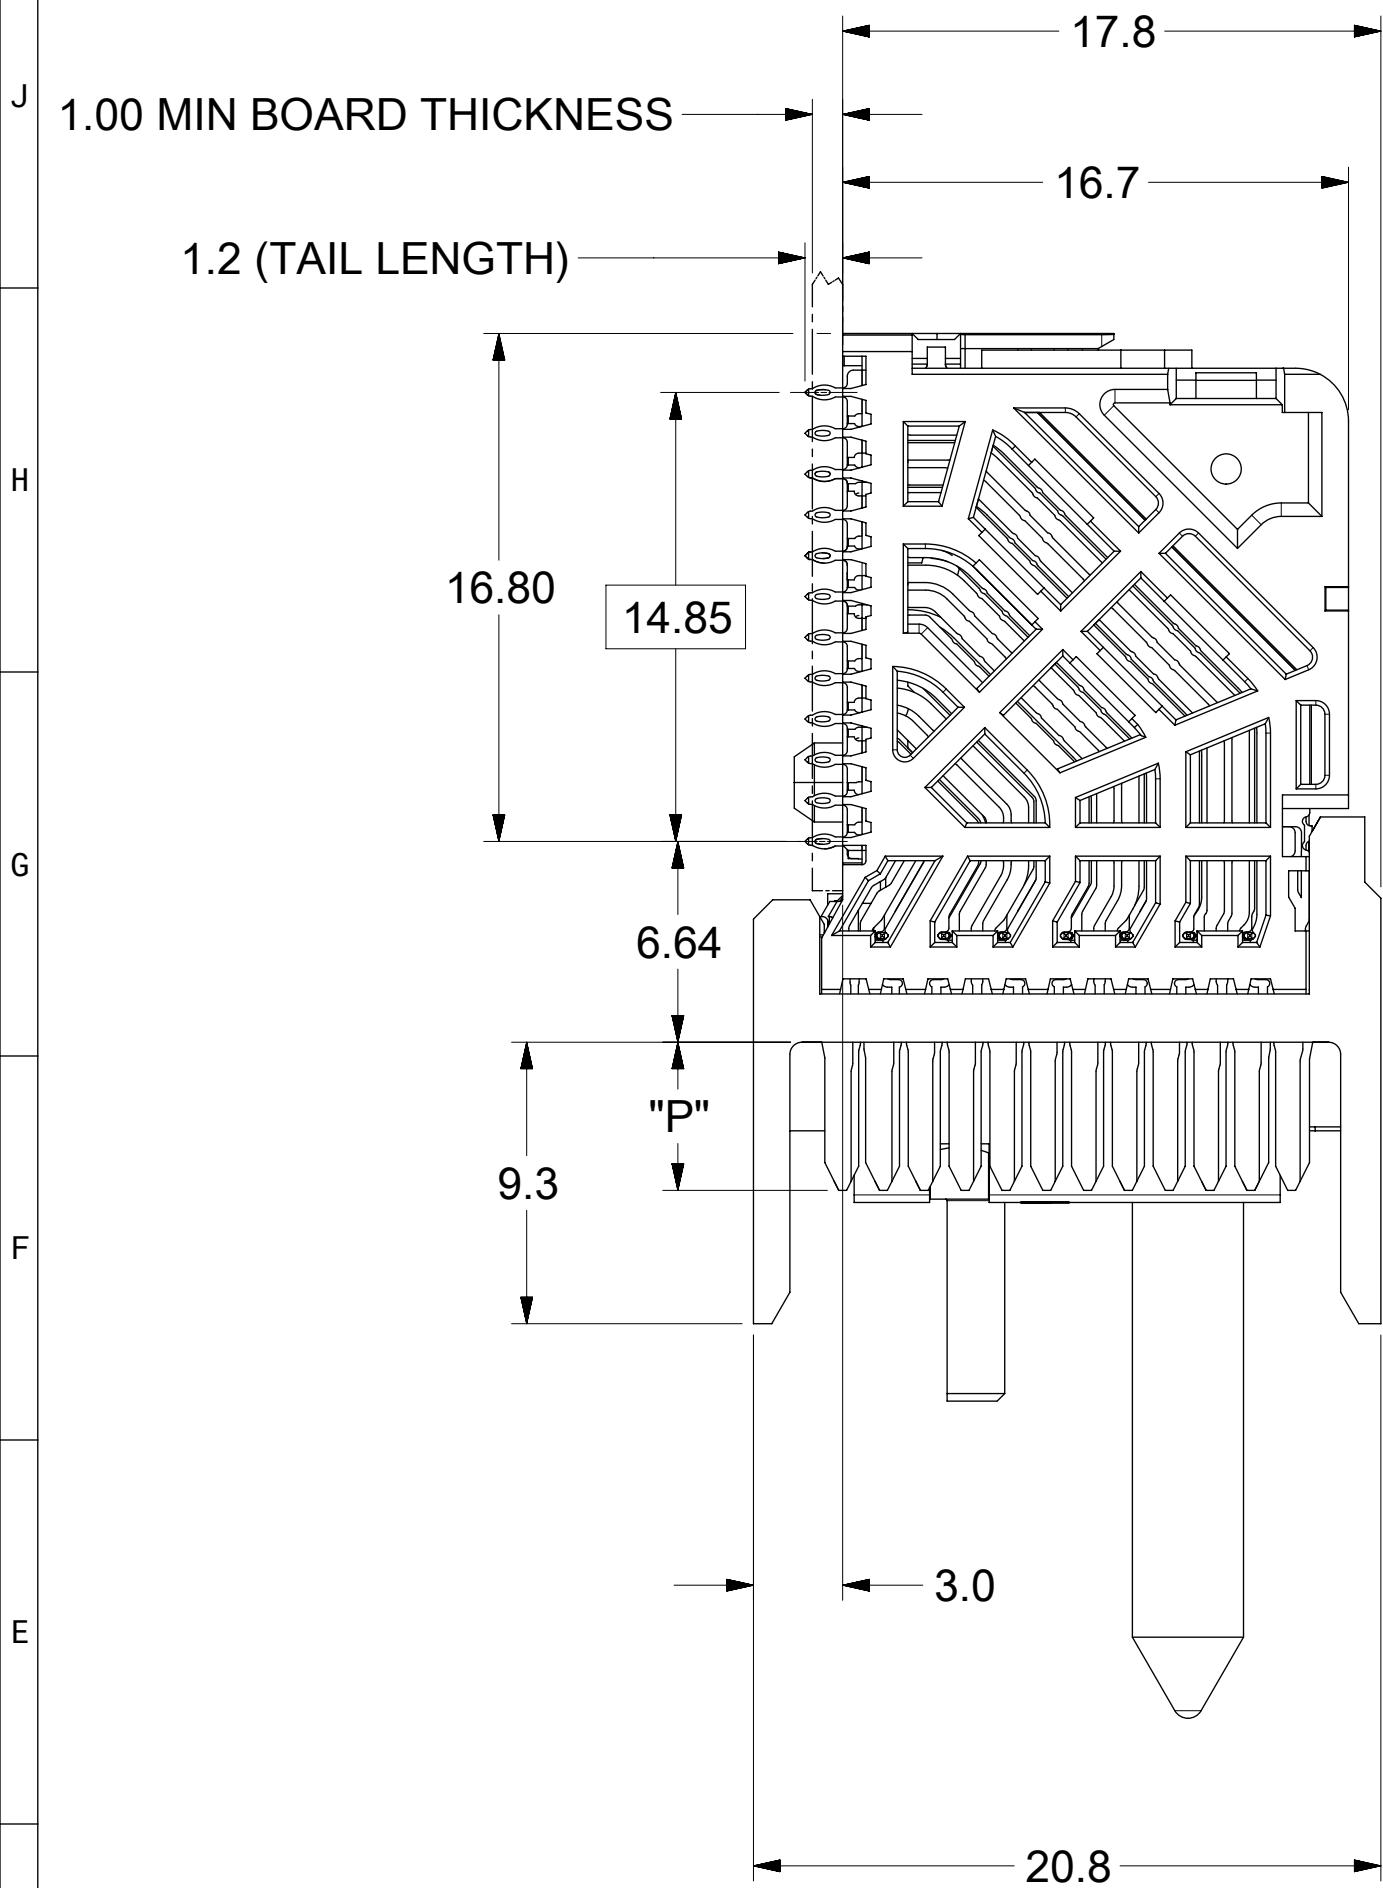 17.8
J
1.00 MIN BOARD THICKNESS
16.7
1.2 (TAIL LENGTH)
H
16.80
14.85
G
6.64
"P"
9.3
F
3.0
E
20.8